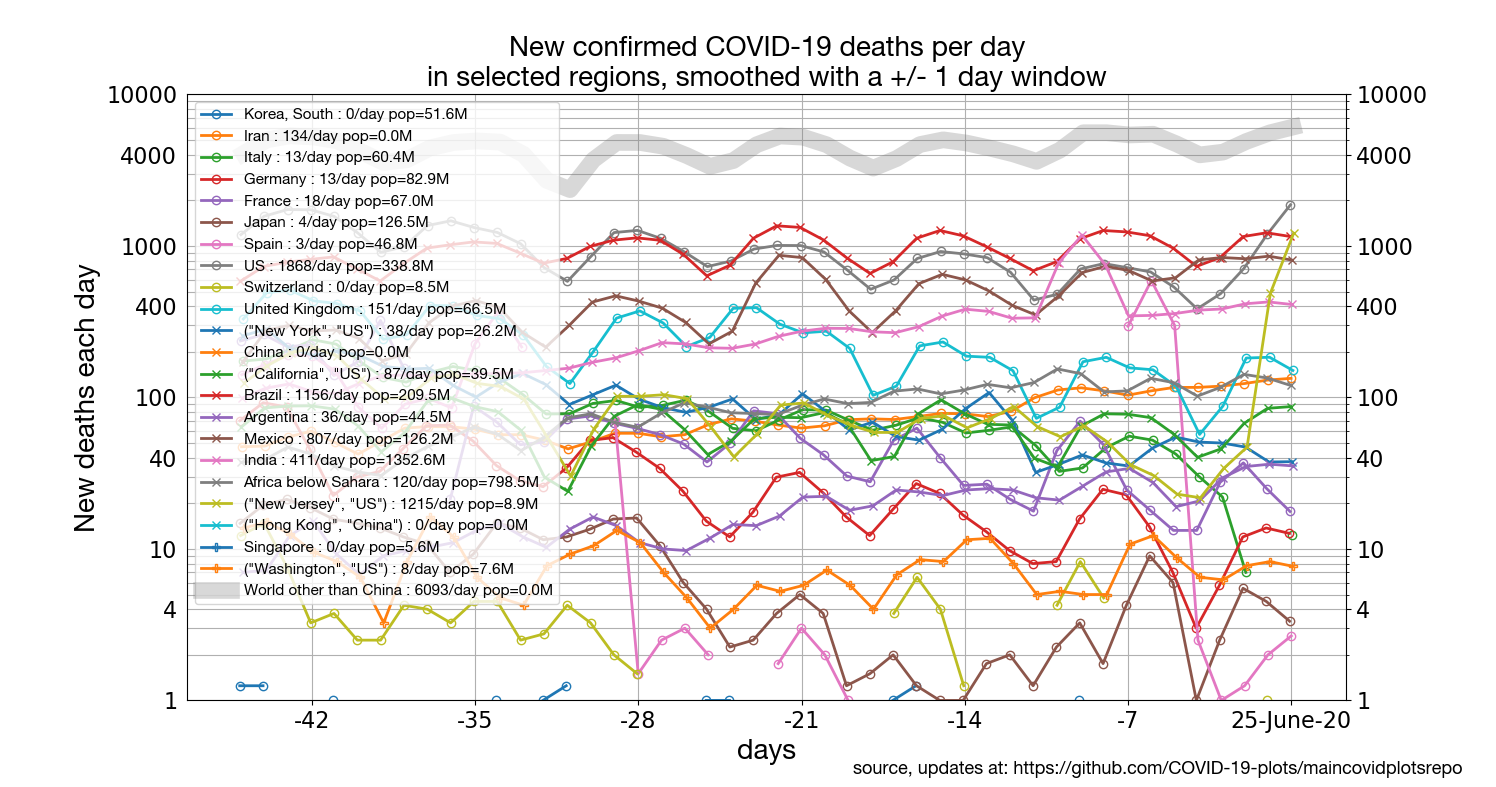 New confirmed COVID-19 deaths per day
in selected regions, smoothed with a +/- 1 day window
10000
4000
1000
400
100
40
10
4
1
New deaths each day
Korea, South : 0/day pop=51.6M
Iran : 134/day pop=0.0M
Italy : 13/day pop=60.4M
Germany : 13/day pop=82.9M
France : 18/day pop=67.0M
Japan : 4/day pop=126.5M
Spain : 3/day pop=46.8M
US : 1868/day pop=338.8M
Switzerland : 0/day pop=8.5M
United Kingdom : 151/day pop=66.5M
("New York", "US") : 38/day pop=26.2M
China : 0/day pop=0.0M
("California", "US") : 87/day pop=39.5M
Brazil : 1156/day pop=209.5M
Argentina : 36/day pop=44.5M
Mexico : 807/day pop=126.2M
India : 411/day pop=1352.6M
Africa below Sahara : 120/day pop=798.5M
("New Jersey", "US") : 1215/day pop=8.9M
("Hong Kong", "China") : 0/day pop=0.0M
Singapore : 0/day pop=5.6M
("Washington", "US") : 8/day pop=7.6M
World other than China : 6093/day pop=0.0M
10000
4000
1000
400
100
40
10
4
1
-42
-35
-28
-21
-14
-7
25-June-20
days
source, updates at: https://github.com/COVID-19-plots/maincovidplotsrepo